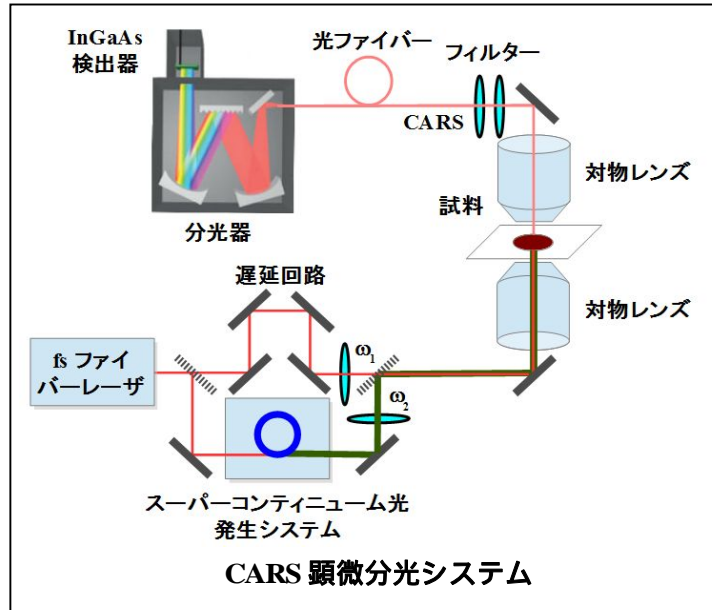 InGaAs
検出器
光ファイバー
フィルター
CARS
対物レンズ
試料
分光器
遅延回路
対物レンズ
fs ファイ
バーレーザ
ω1
ω2
スーパーコンティニューム光
発生システム
CARS 顕微分光システム